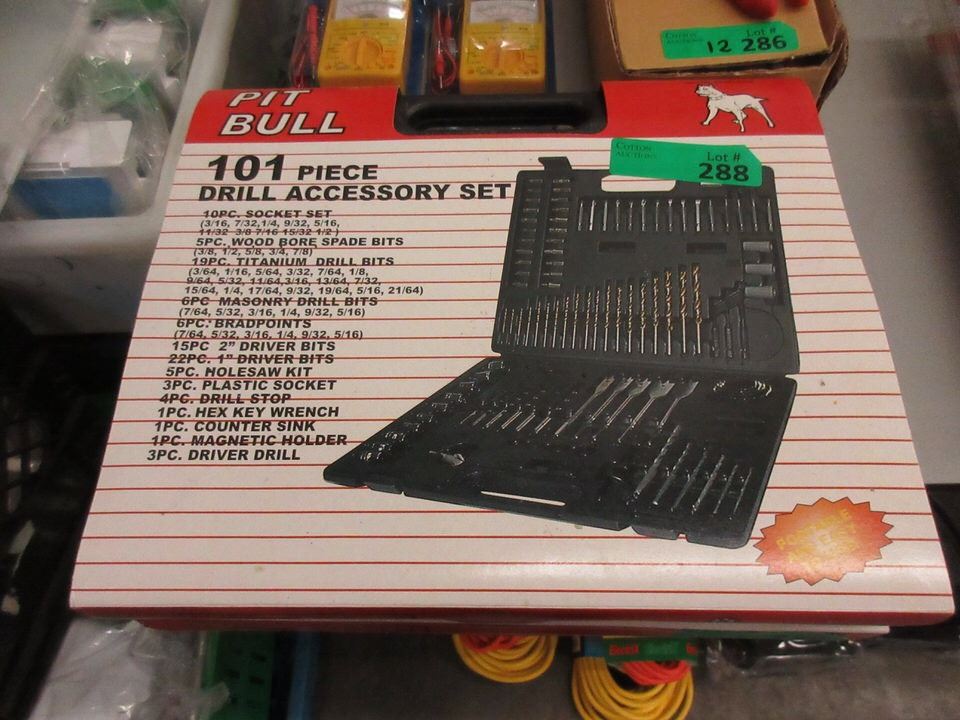 COTTON
AUCTIONS
Lot #
12 286
PIT
BULL
COTTON
AUCTIONS
Lot #
288
101 PIECE
DRILL ACCESSORY SET
10PC. SOCKET SET
(3/16, 7/32,1/4, 9/32, 5/16,
11/32 3/8 7/16 15/32 1/2 )
5PC. WOOD BORE SPADE BITS
(3/8, 1/2, 5/8, 3/4, 7/8)
19PC. TITANIUM DRILL BITS
(3/64, 1/16, 5/64, 3/32, 7/64, 1/8,
9/64, 5/32, 11/64,3/16, 13/64, 7/32,
15/64, 1/4, 17/64, 9/32, 19/64, 5/16, 21/64)
6PC MASONRY DRILL BITS
(7/64, 5/32, 3/16, 1/4, 9/32, 5/16)
6PC. BRADPOINTS
(7/64, 5/32, 3/16, 1/4, 9/32, 5/16)
15PC 2" DRIVER BITS
22PC. 1" DRIVER BITS
5PC. HOLESAW KIT
3PC. PLASTIC SOCKET
4PC. DRILL STOP
1PC. HEX KEY WRENCH
1PC. COUNTER SINK
1PC. MAGNETIC HOLDER
3PC. DRIVER DRILL